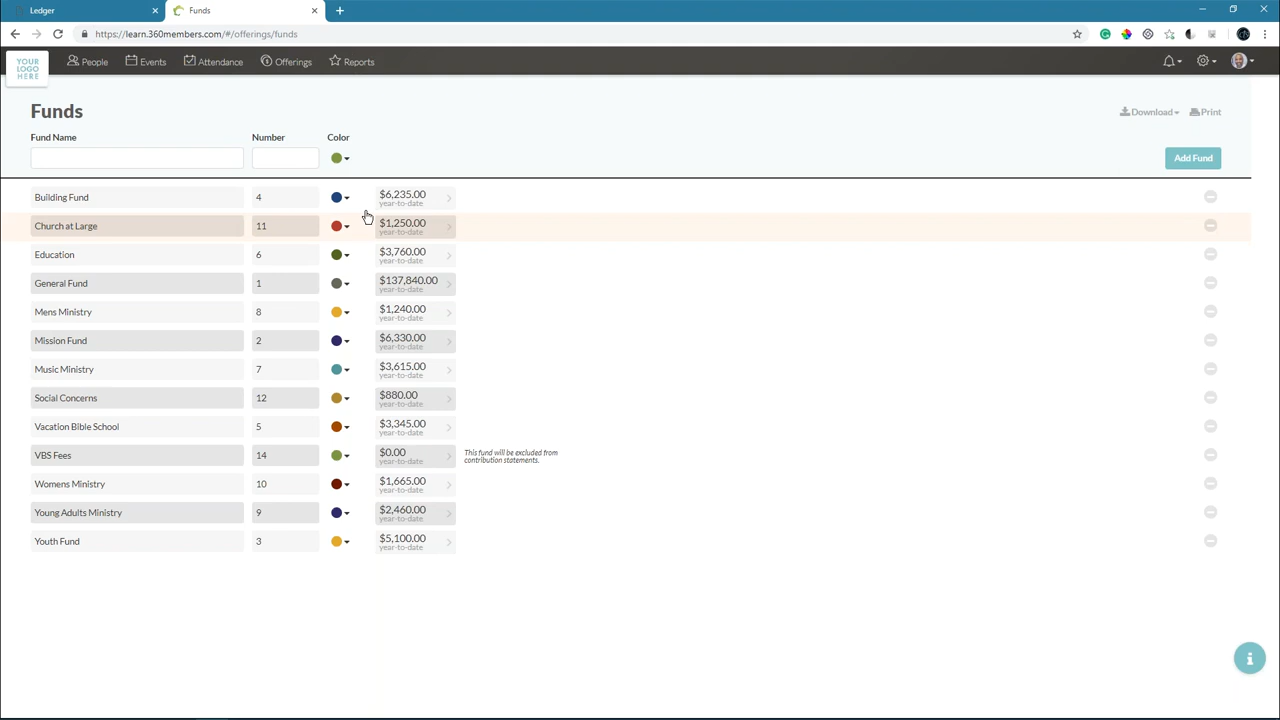 Ledger
Funds
https://learn.360members.com/#/offerings/funds
YOUR LOGO HERE
People Events Attendance Offerings Reports
Funds
Download Print
Fund Name Number Color
Add Fund
Building Fund 4 $6,235.00
year-to-date
Church at Large 11 $1,250.00
year-to-date
Education 6 $3,760.00
year-to-date
General Fund 1 $137,840.00
year-to-date
Mens Ministry 8 $1,240.00
year-to-date
Mission Fund 2 $6,330.00
year-to-date
Music Ministry 7 $3,615.00
year-to-date
Social Concerns 12 $880.00
year-to-date
Vacation Bible School 5 $3,345.00
year-to-date
VBS Fees 14 $0.00
year-to-date
This fund will be excluded from
contribution statements.
Womens Ministry 10 $1,665.00
year-to-date
Young Adults Ministry 9 $2,460.00
year-to-date
Youth Fund 3 $5,100.00
year-to-date